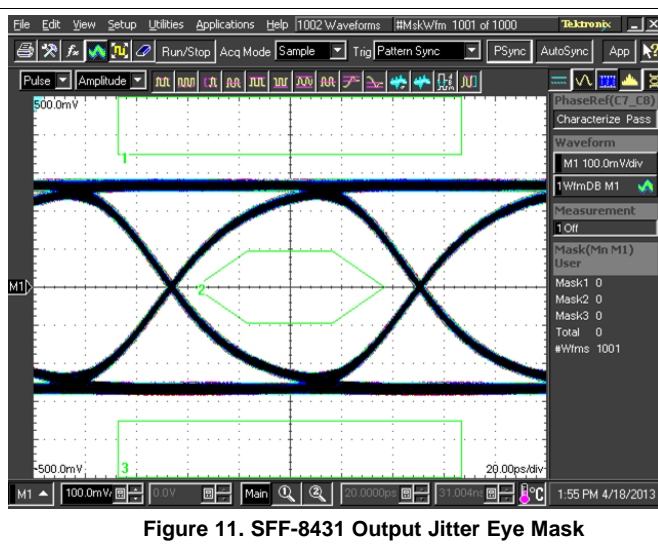 File Edit View Setup Utilities Applications Help 1002 Waveforms #MskWfm 1001 of 1000 Tektronix
Run/Stop Acq Mode Sample Trig Pattern Sync PSync AutoSync App
Pulse Amplitude
500.0mV
PhaseRef(C7_C8)
Characterize Pass
Waveform
M1 100.0mV/div
1WfmDB M1
Measurement
1 Off
Mask(Mn M1)
User
Mask1 0
Mask2 0
Mask3 0
Total 0
#Wfms 1001
1
M1
2
3
-500.0mV
20.00ps/div
M1 100.0mV/ 0.0V Main 20.0000ps 31.004ns °C 1:55 PM 4/18/2013
Figure 11. SFF-8431 Output Jitter Eye Mask